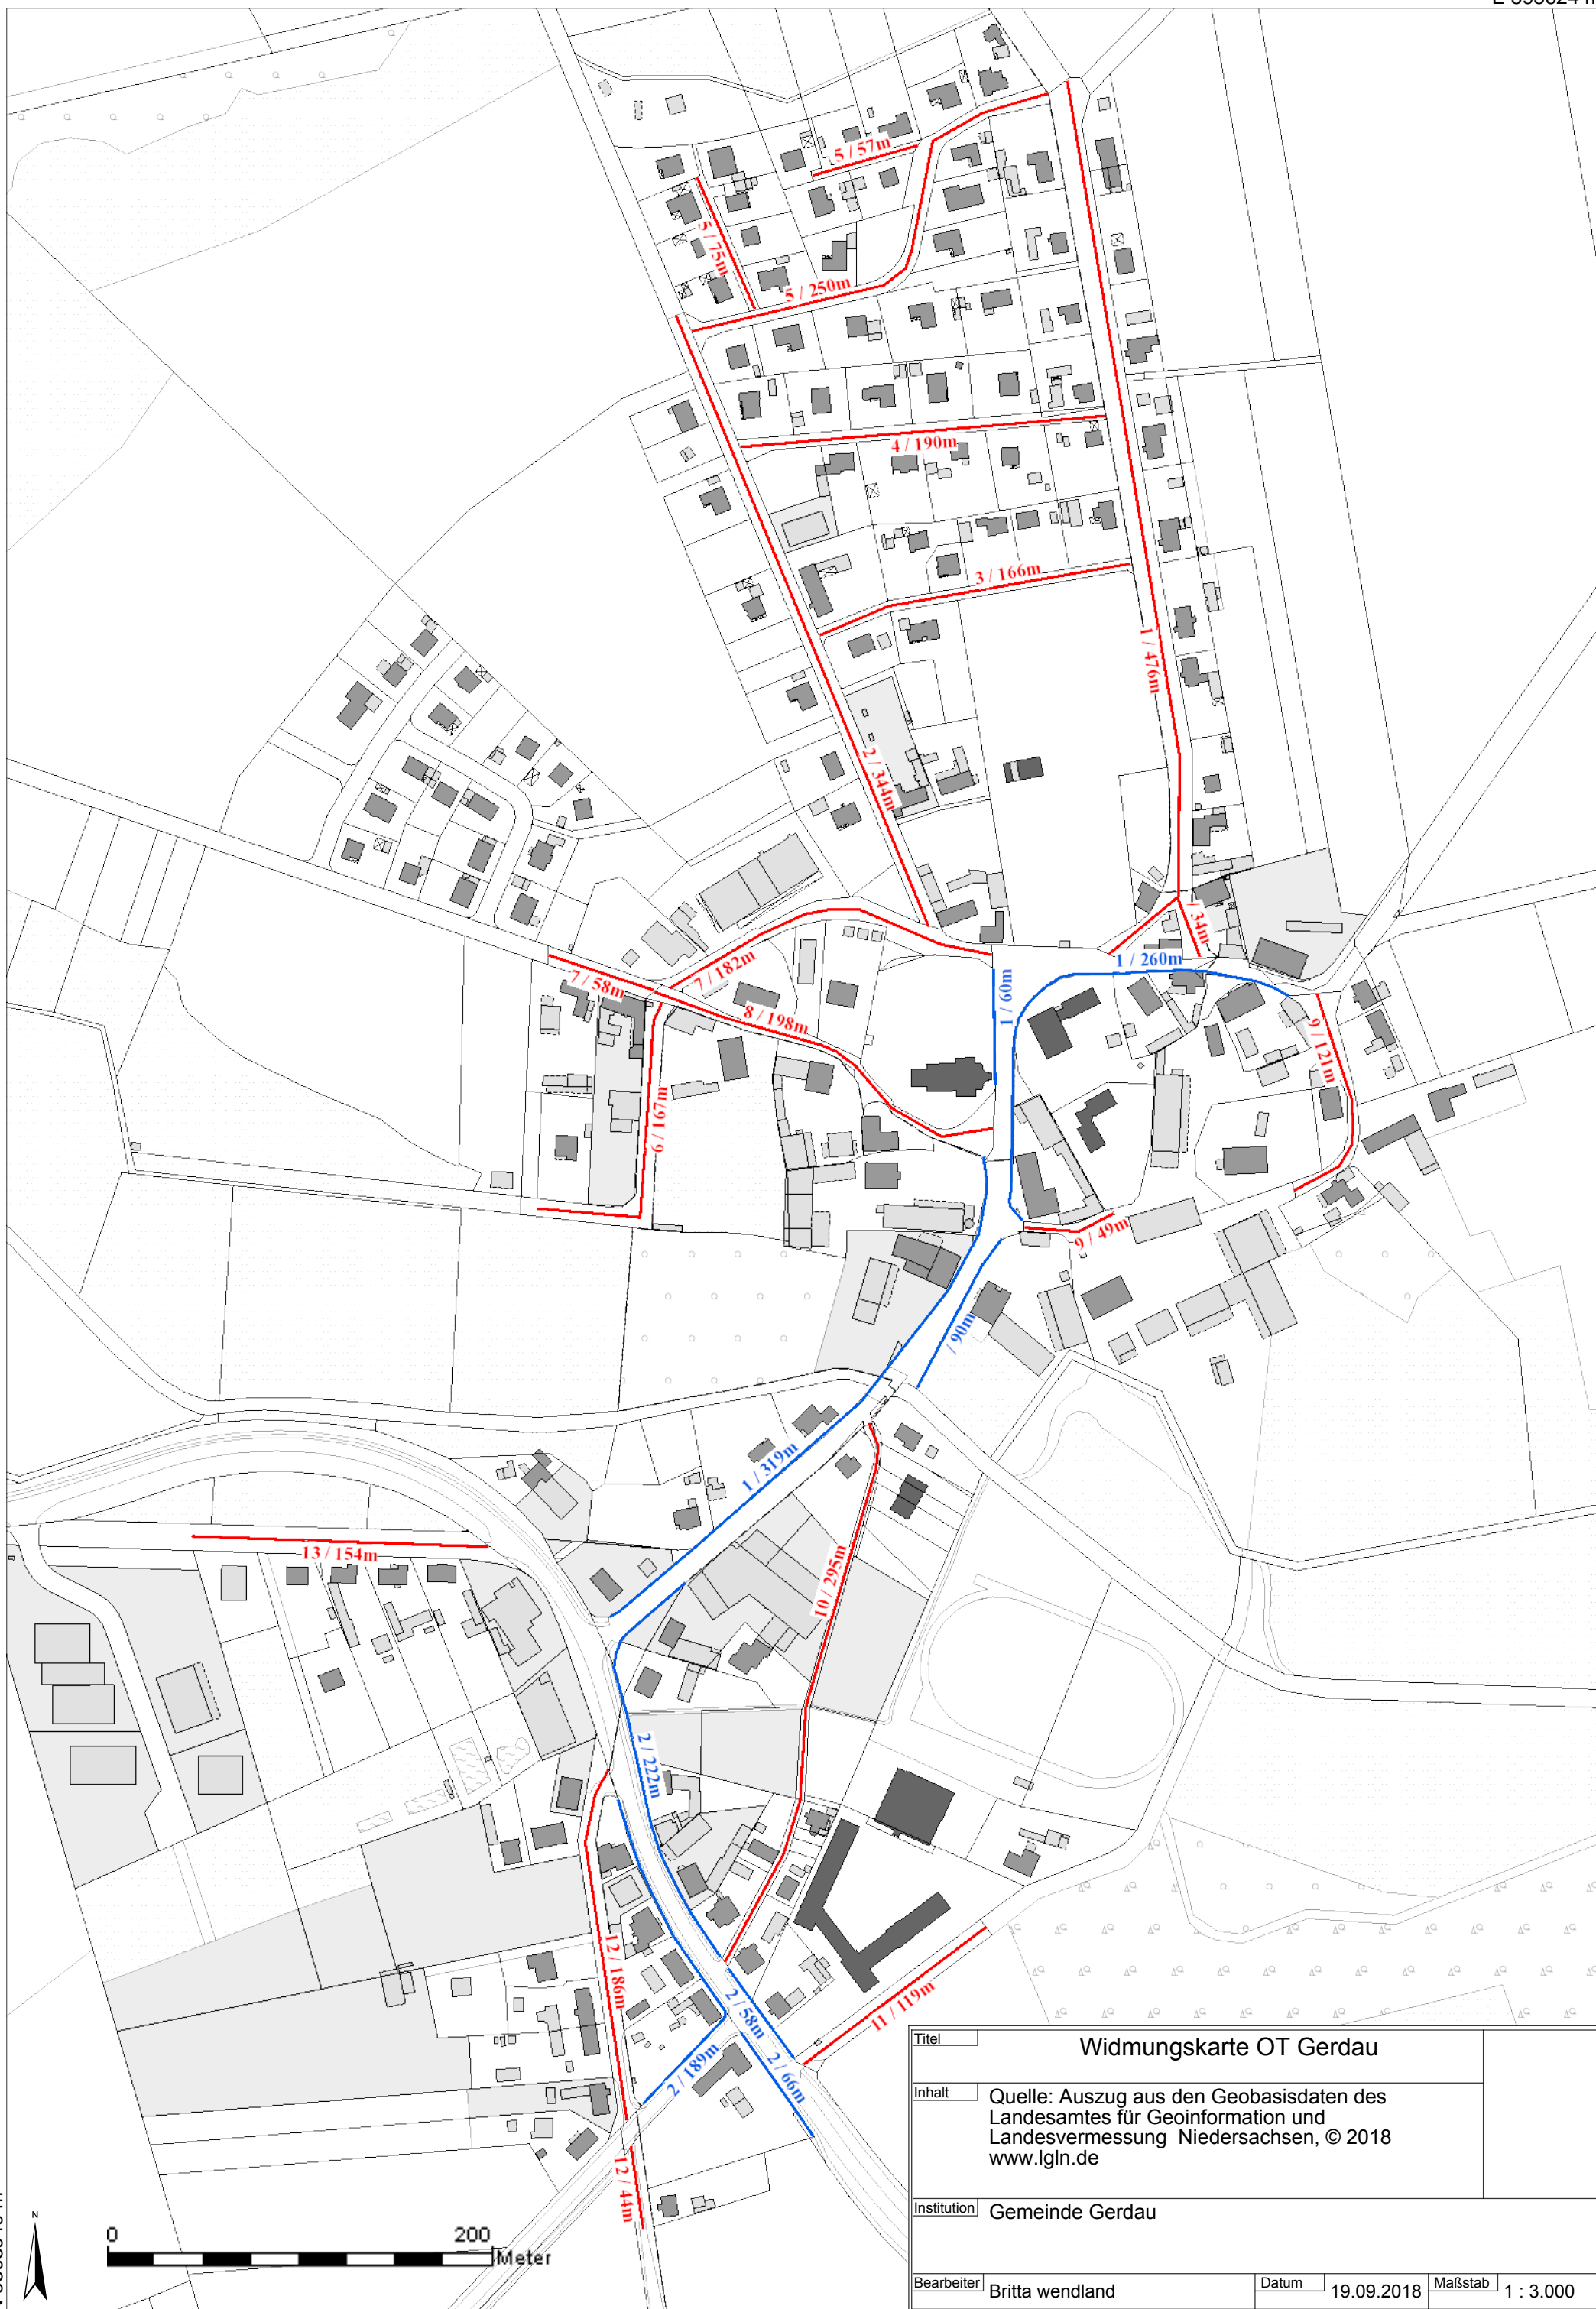 5 / 57m
5 / 75m
5 / 250m
4 / 190m
3 / 166m
1 / 476m
2 / 344m
/ 34m
1 / 260m
7 / 182m
7 / 58m
1 / 60m
8 / 198m
9 / 121m
6 / 167m
9 / 49m
/ 90m
1 / 319m
13 / 154m
10 / 295m
2 / 222m
12 / 186m
2 / 58m
11 / 119m
2 / 189m
2 / 66m
12 / 44m
N
0 200
Meter
Titel Widmungskarte OT Gerdau
Inhalt Quelle: Auszug aus den Geobasisdaten des
Landesamtes für Geoinformation und
Landesvermessung Niedersachsen, © 2018
www.lgln.de
Institution Gemeinde Gerdau
Bearbeiter Britta wendland Datum 19.09.2018 Maßstab 1 : 3.000